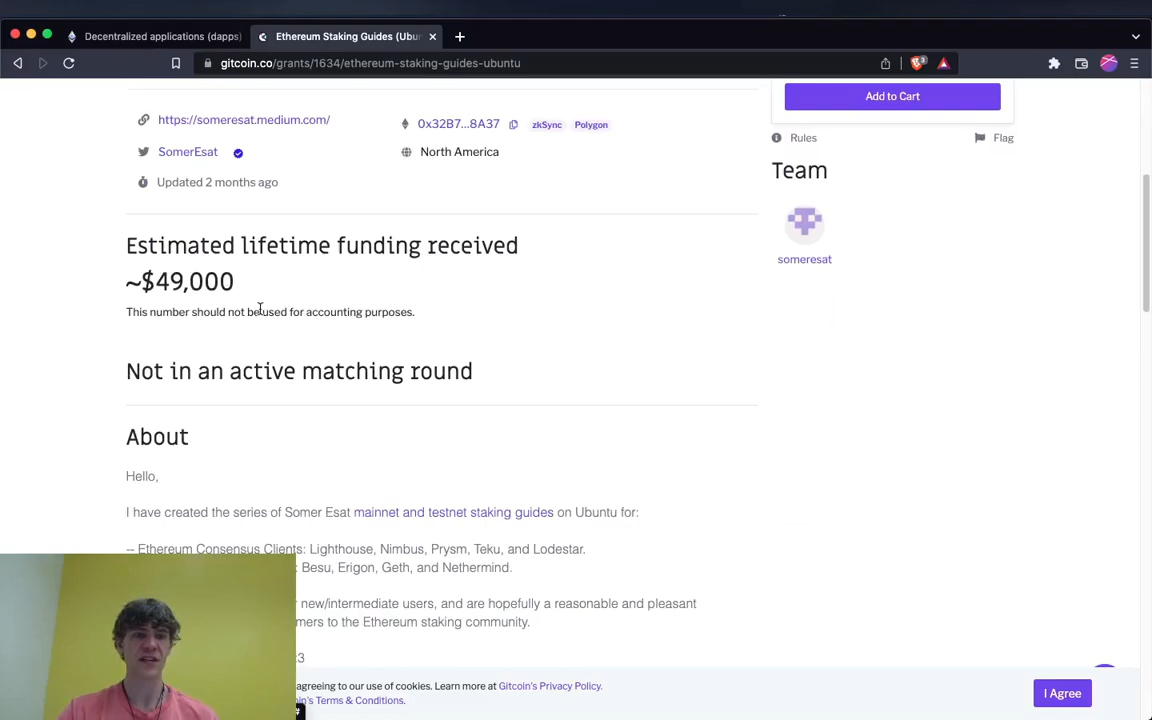 Decentralized applications (dapps)
Ethereum Staking Guides (Ubun
gitcoin.co/grants/1634/ethereum-staking-guides-ubuntu
Add to Cart
https://someresat.medium.com/
0x32B7...8A37
zkSync
Polygon
Rules
Flag
SomerEsat
North America
Team
Updated 2 months ago
someresat
Estimated lifetime funding received
~$49,000
This number should not be used for accounting purposes.
Not in an active matching round
About
Hello,
I have created the series of Somer Esat mainnet and testnet staking guides on Ubuntu for:
-- Ethereum Consensus Clients: Lighthouse, Nimbus, Prysm, Teku, and Lodestar.
: Besu, Erigon, Geth, and Nethermind.
new/intermediate users, and are hopefully a reasonable and pleasant
mers to the Ethereum staking community.
3
agreeing to our use of cookies. Learn more at Gitcoin's Privacy Policy.
's Terms & Conditions.
I Agree